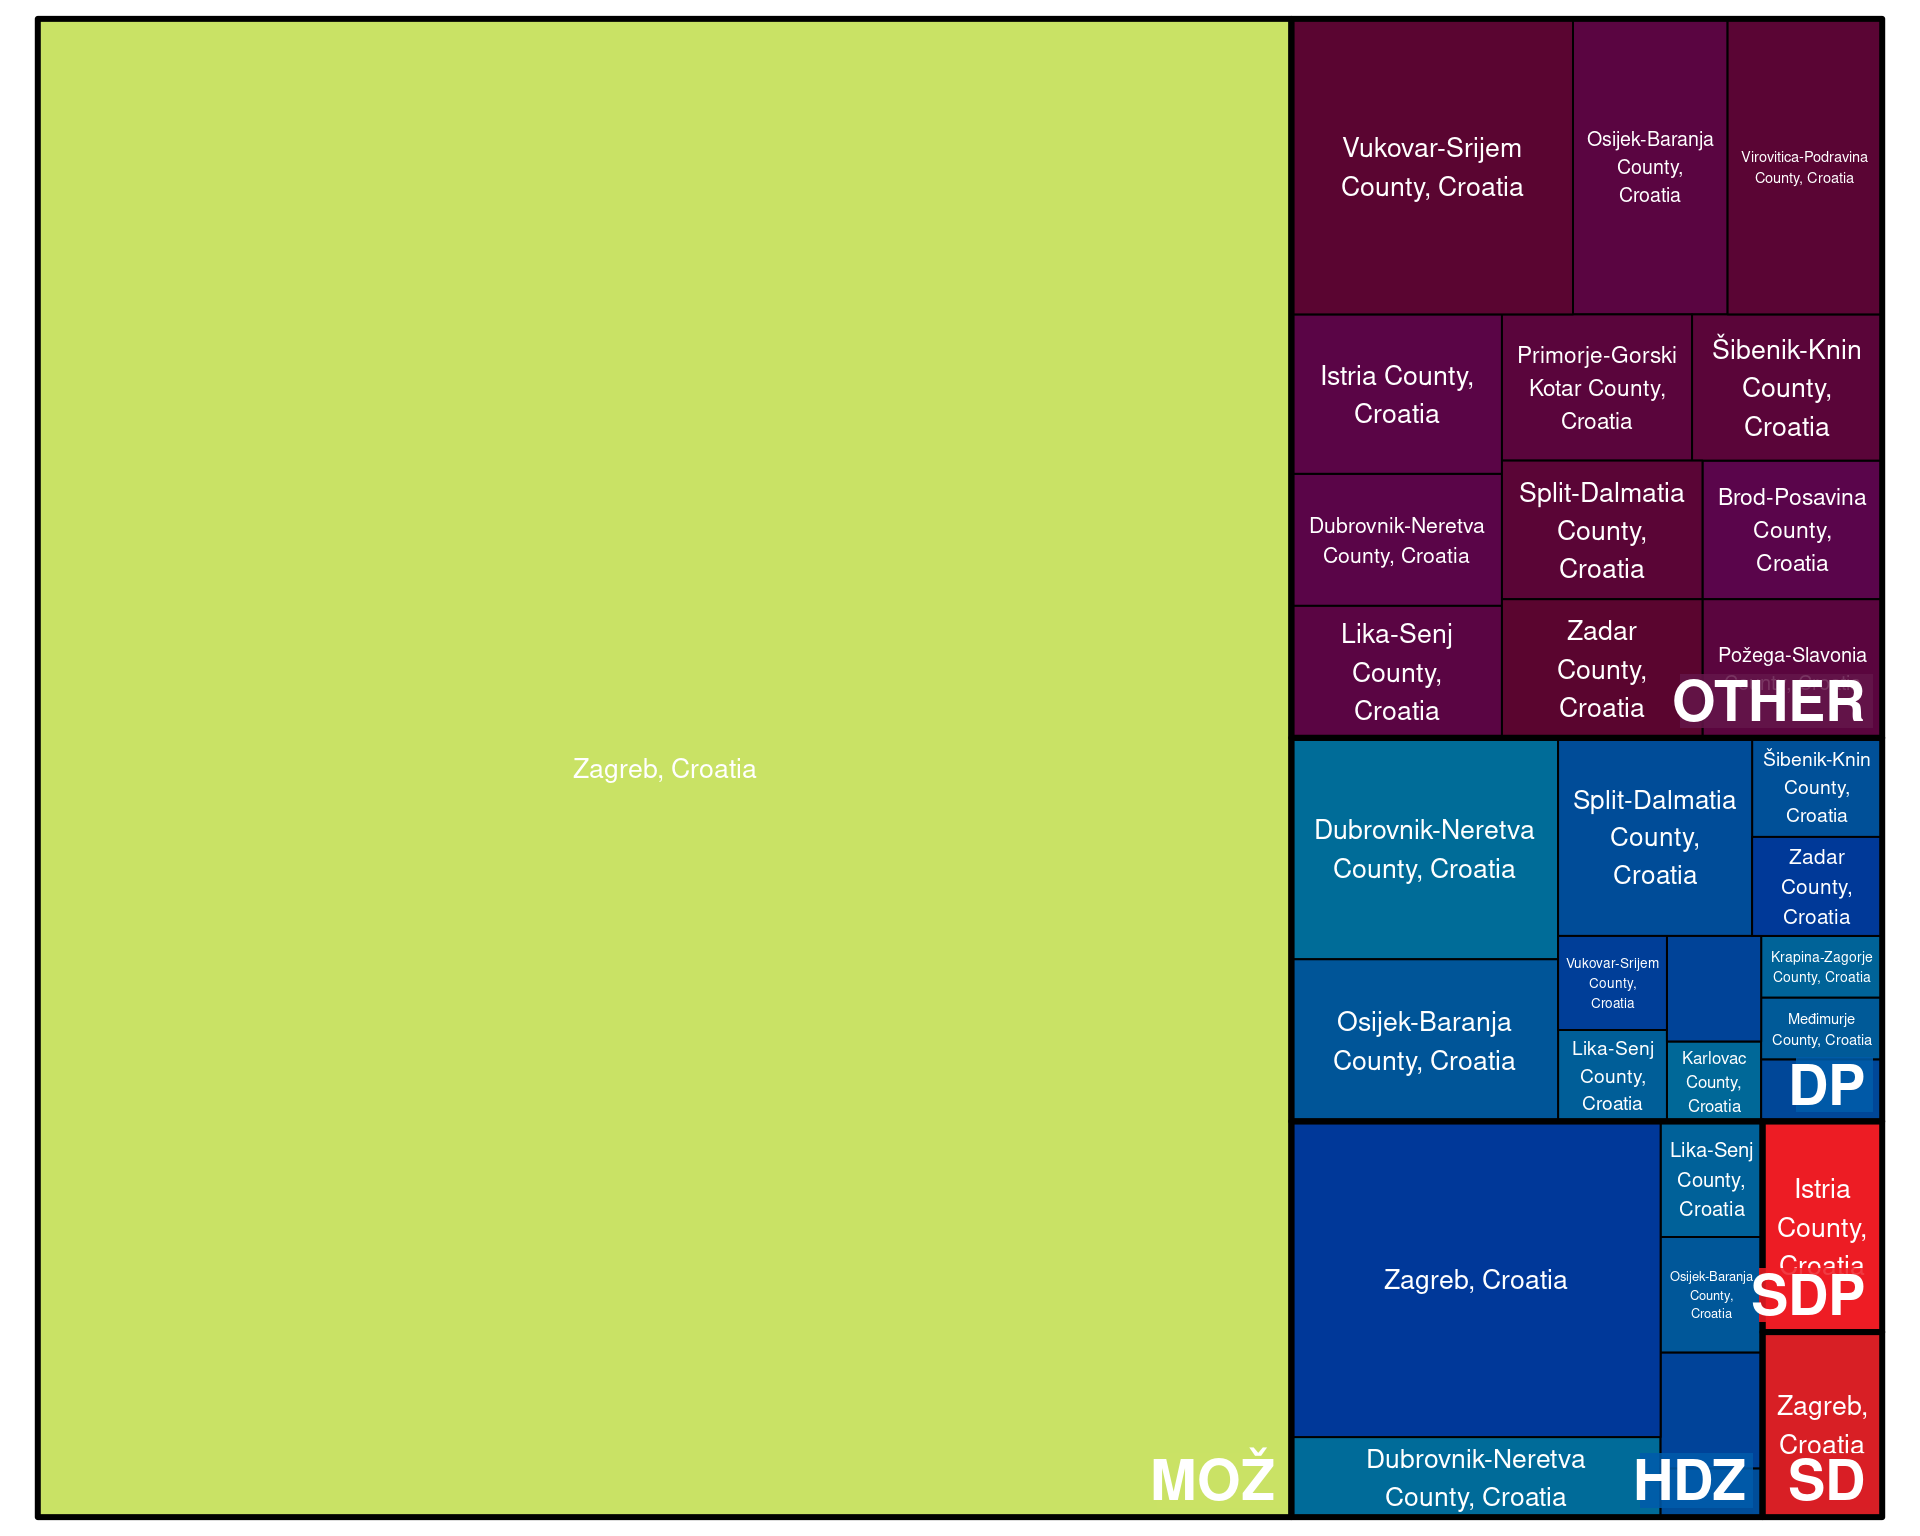 Zagreb, Croatia
MOŽ
Vukovar-Srijem
County, Croatia
Osijek-Baranja
County,
Croatia
Virovitica-Podravina
County, Croatia
Istria County,
Croatia
Primorje-Gorski
Kotar County,
Croatia
Šibenik-Knin
County,
Croatia
Dubrovnik-Neretva
County, Croatia
Split-Dalmatia
County,
Croatia
Brod-Posavina
County,
Croatia
Lika-Senj
County,
Croatia
Zadar
County,
Croatia
Požega-Slavonia
County, Croatia
OTHER
Dubrovnik-Neretva
County, Croatia
Split-Dalmatia
County,
Croatia
Šibenik-Knin
County,
Croatia
Zadar
County,
Croatia
Osijek-Baranja
County, Croatia
Vukovar-Srijem
County,
Croatia
Krapina-Zagorje
County, Croatia
Međimurje
County, Croatia
Lika-Senj
County,
Croatia
Karlovac
County,
Croatia
DP
Zagreb, Croatia
Lika-Senj
County,
Croatia
Osijek-Baranja
County,
Croatia
Dubrovnik-Neretva
County, Croatia
HDZ
Istria
County,
Croatia
SDP
Zagreb,
Croatia
SD